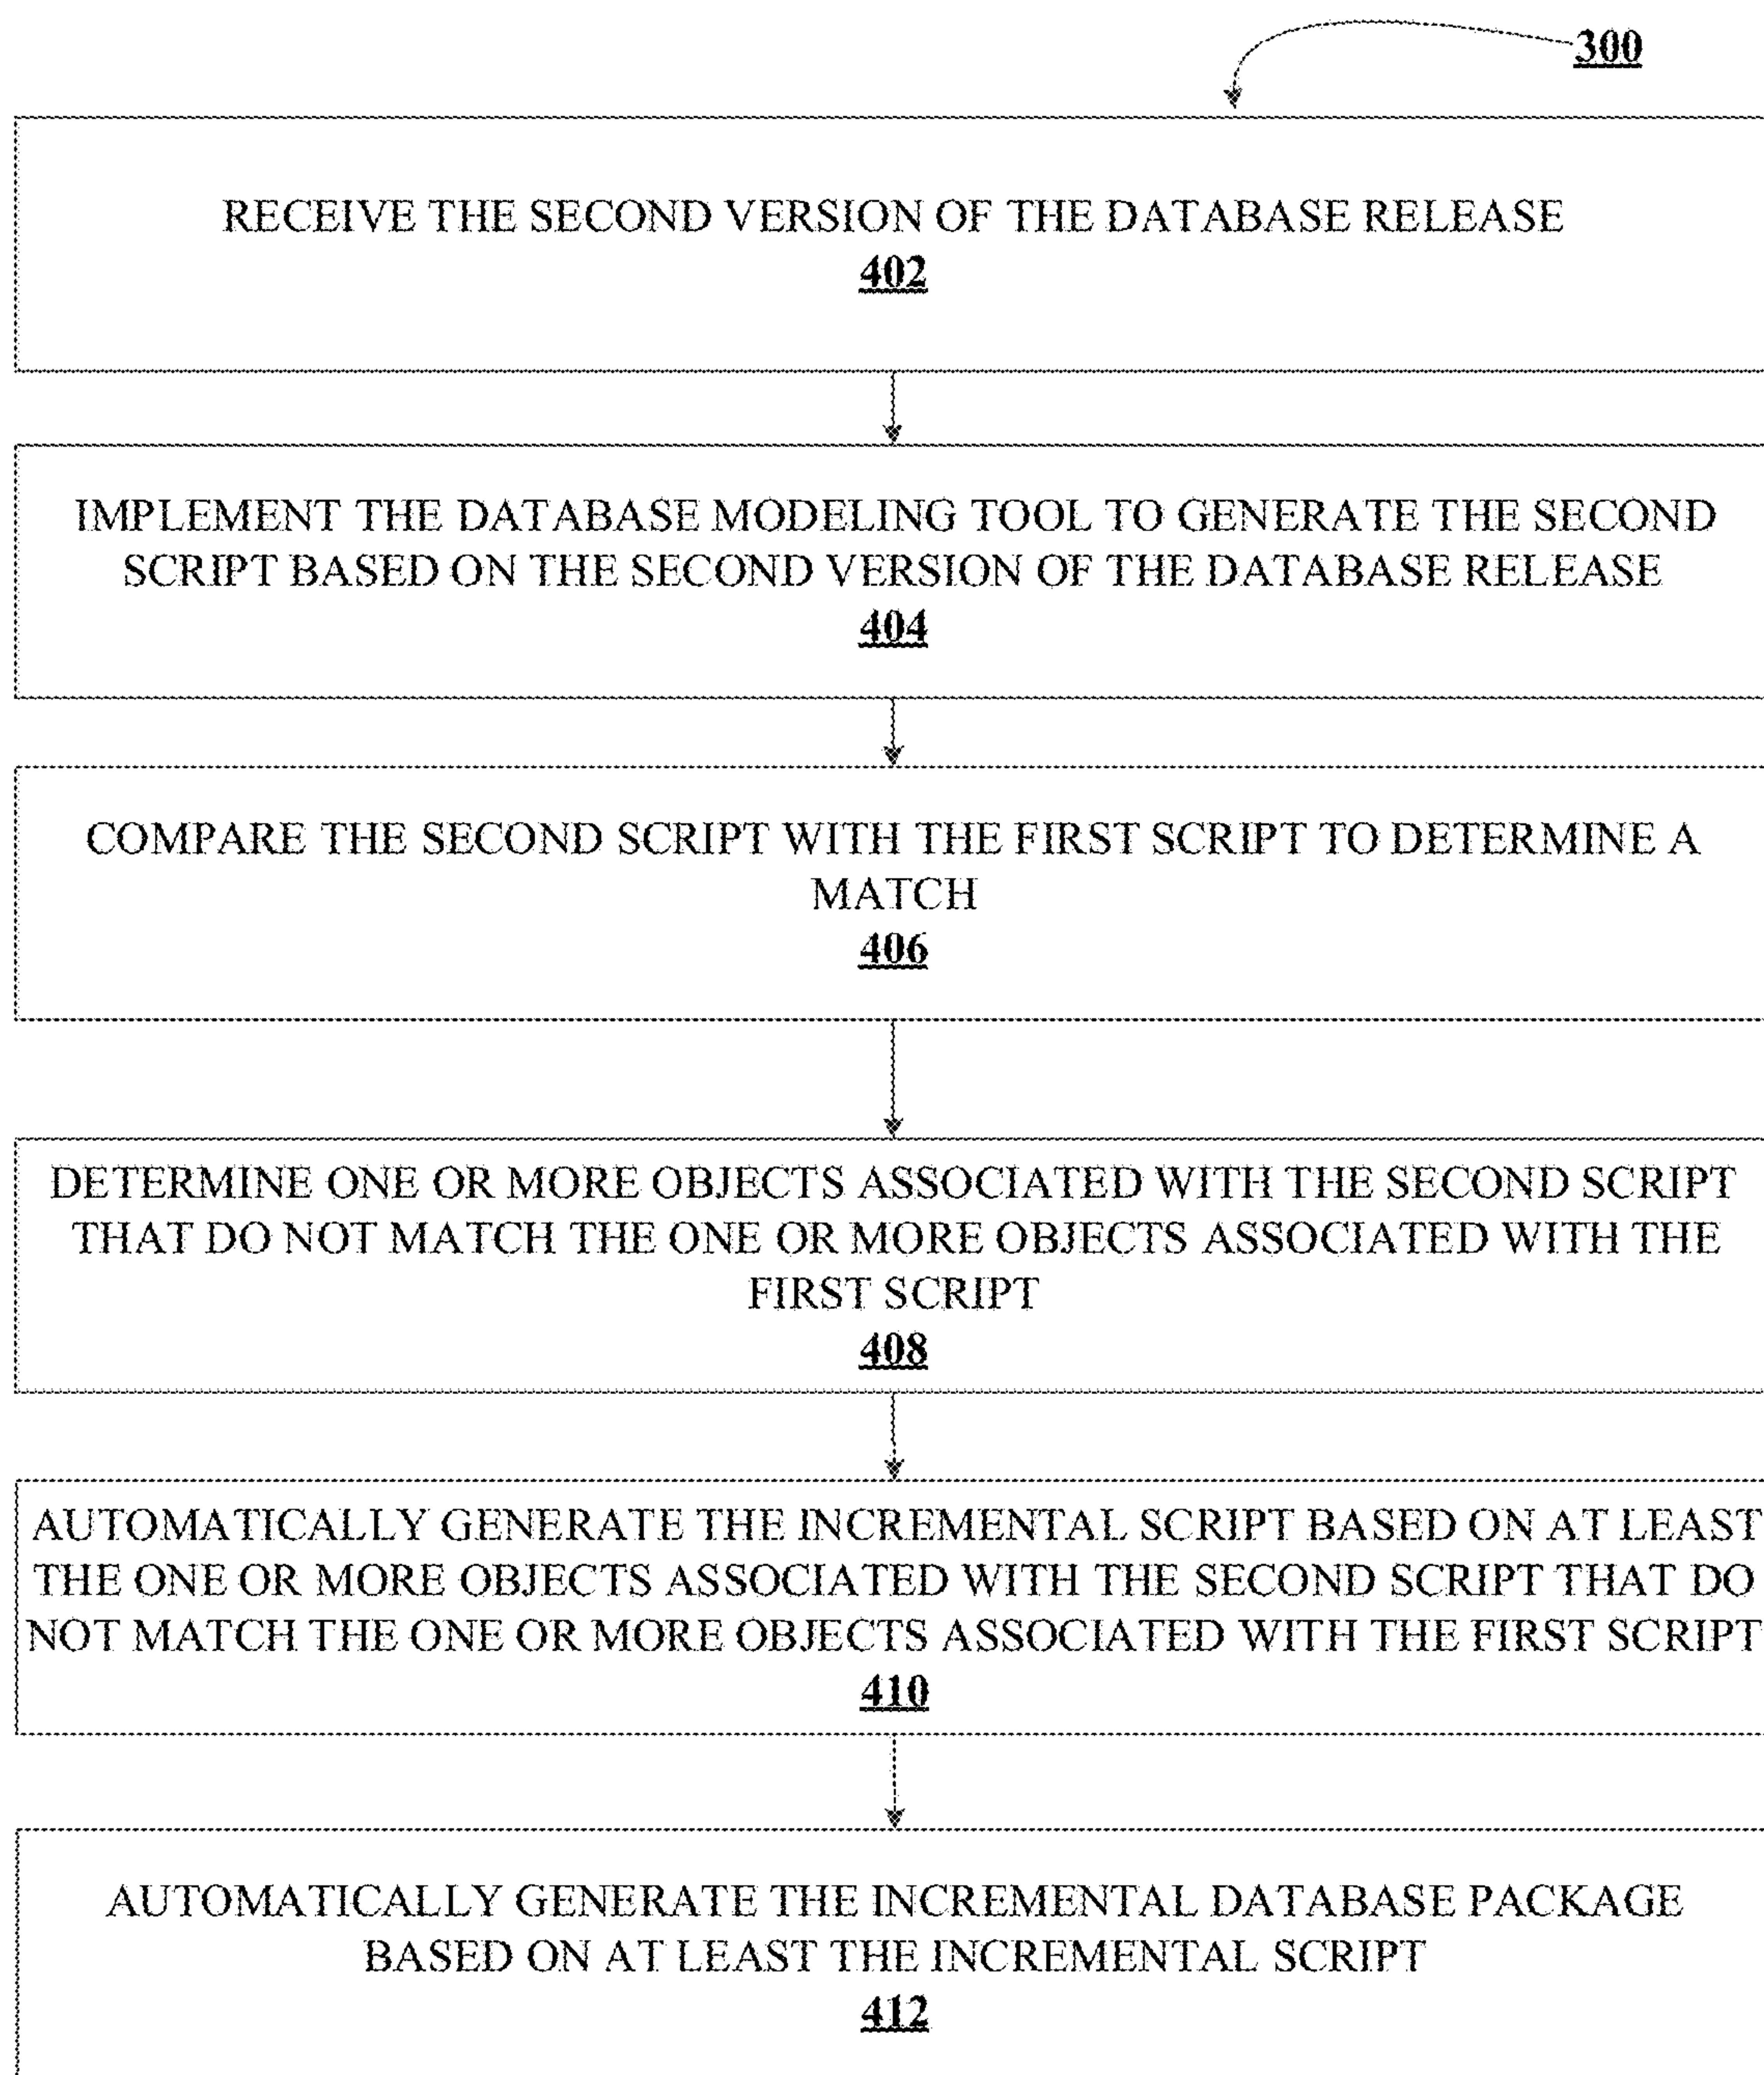 300
RECEIVE THE SECOND VERSION OF THE DATABASE RELEASE
402
IMPLEMENT THE DATABASE MODELING TOOL TO GENERATE THE SECOND
SCRIPT BASED ON THE SECOND VERSION OF THE DATABASE RELEASE
404
COMPARE THE SECOND SCRIPT WITH THE FIRST SCRIPT TO DETERMINE A
MATCH
406
DETERMINE ONE OR MORE OBJECTS ASSOCIATED WITH THE SECOND SCRIPT
THAT DO NOT MATCH THE ONE OR MORE OBJECTS ASSOCIATED WITH THE
FIRST SCRIPT
408
AUTOMATICALLY GENERATE THE INCREMENTAL SCRIPT BASED ON AT LEAST
THE ONE OR MORE OBJECTS ASSOCIATED WITH THE SECOND SCRIPT THAT DO
NOT MATCH THE ONE OR MORE OBJECTS ASSOCIATED WITH THE FIRST SCRIPT
410
AUTOMATICALLY GENERATE THE INCREMENTAL DATABASE PACKAGE
BASED ON AT LEAST THE INCREMENTAL SCRIPT
412